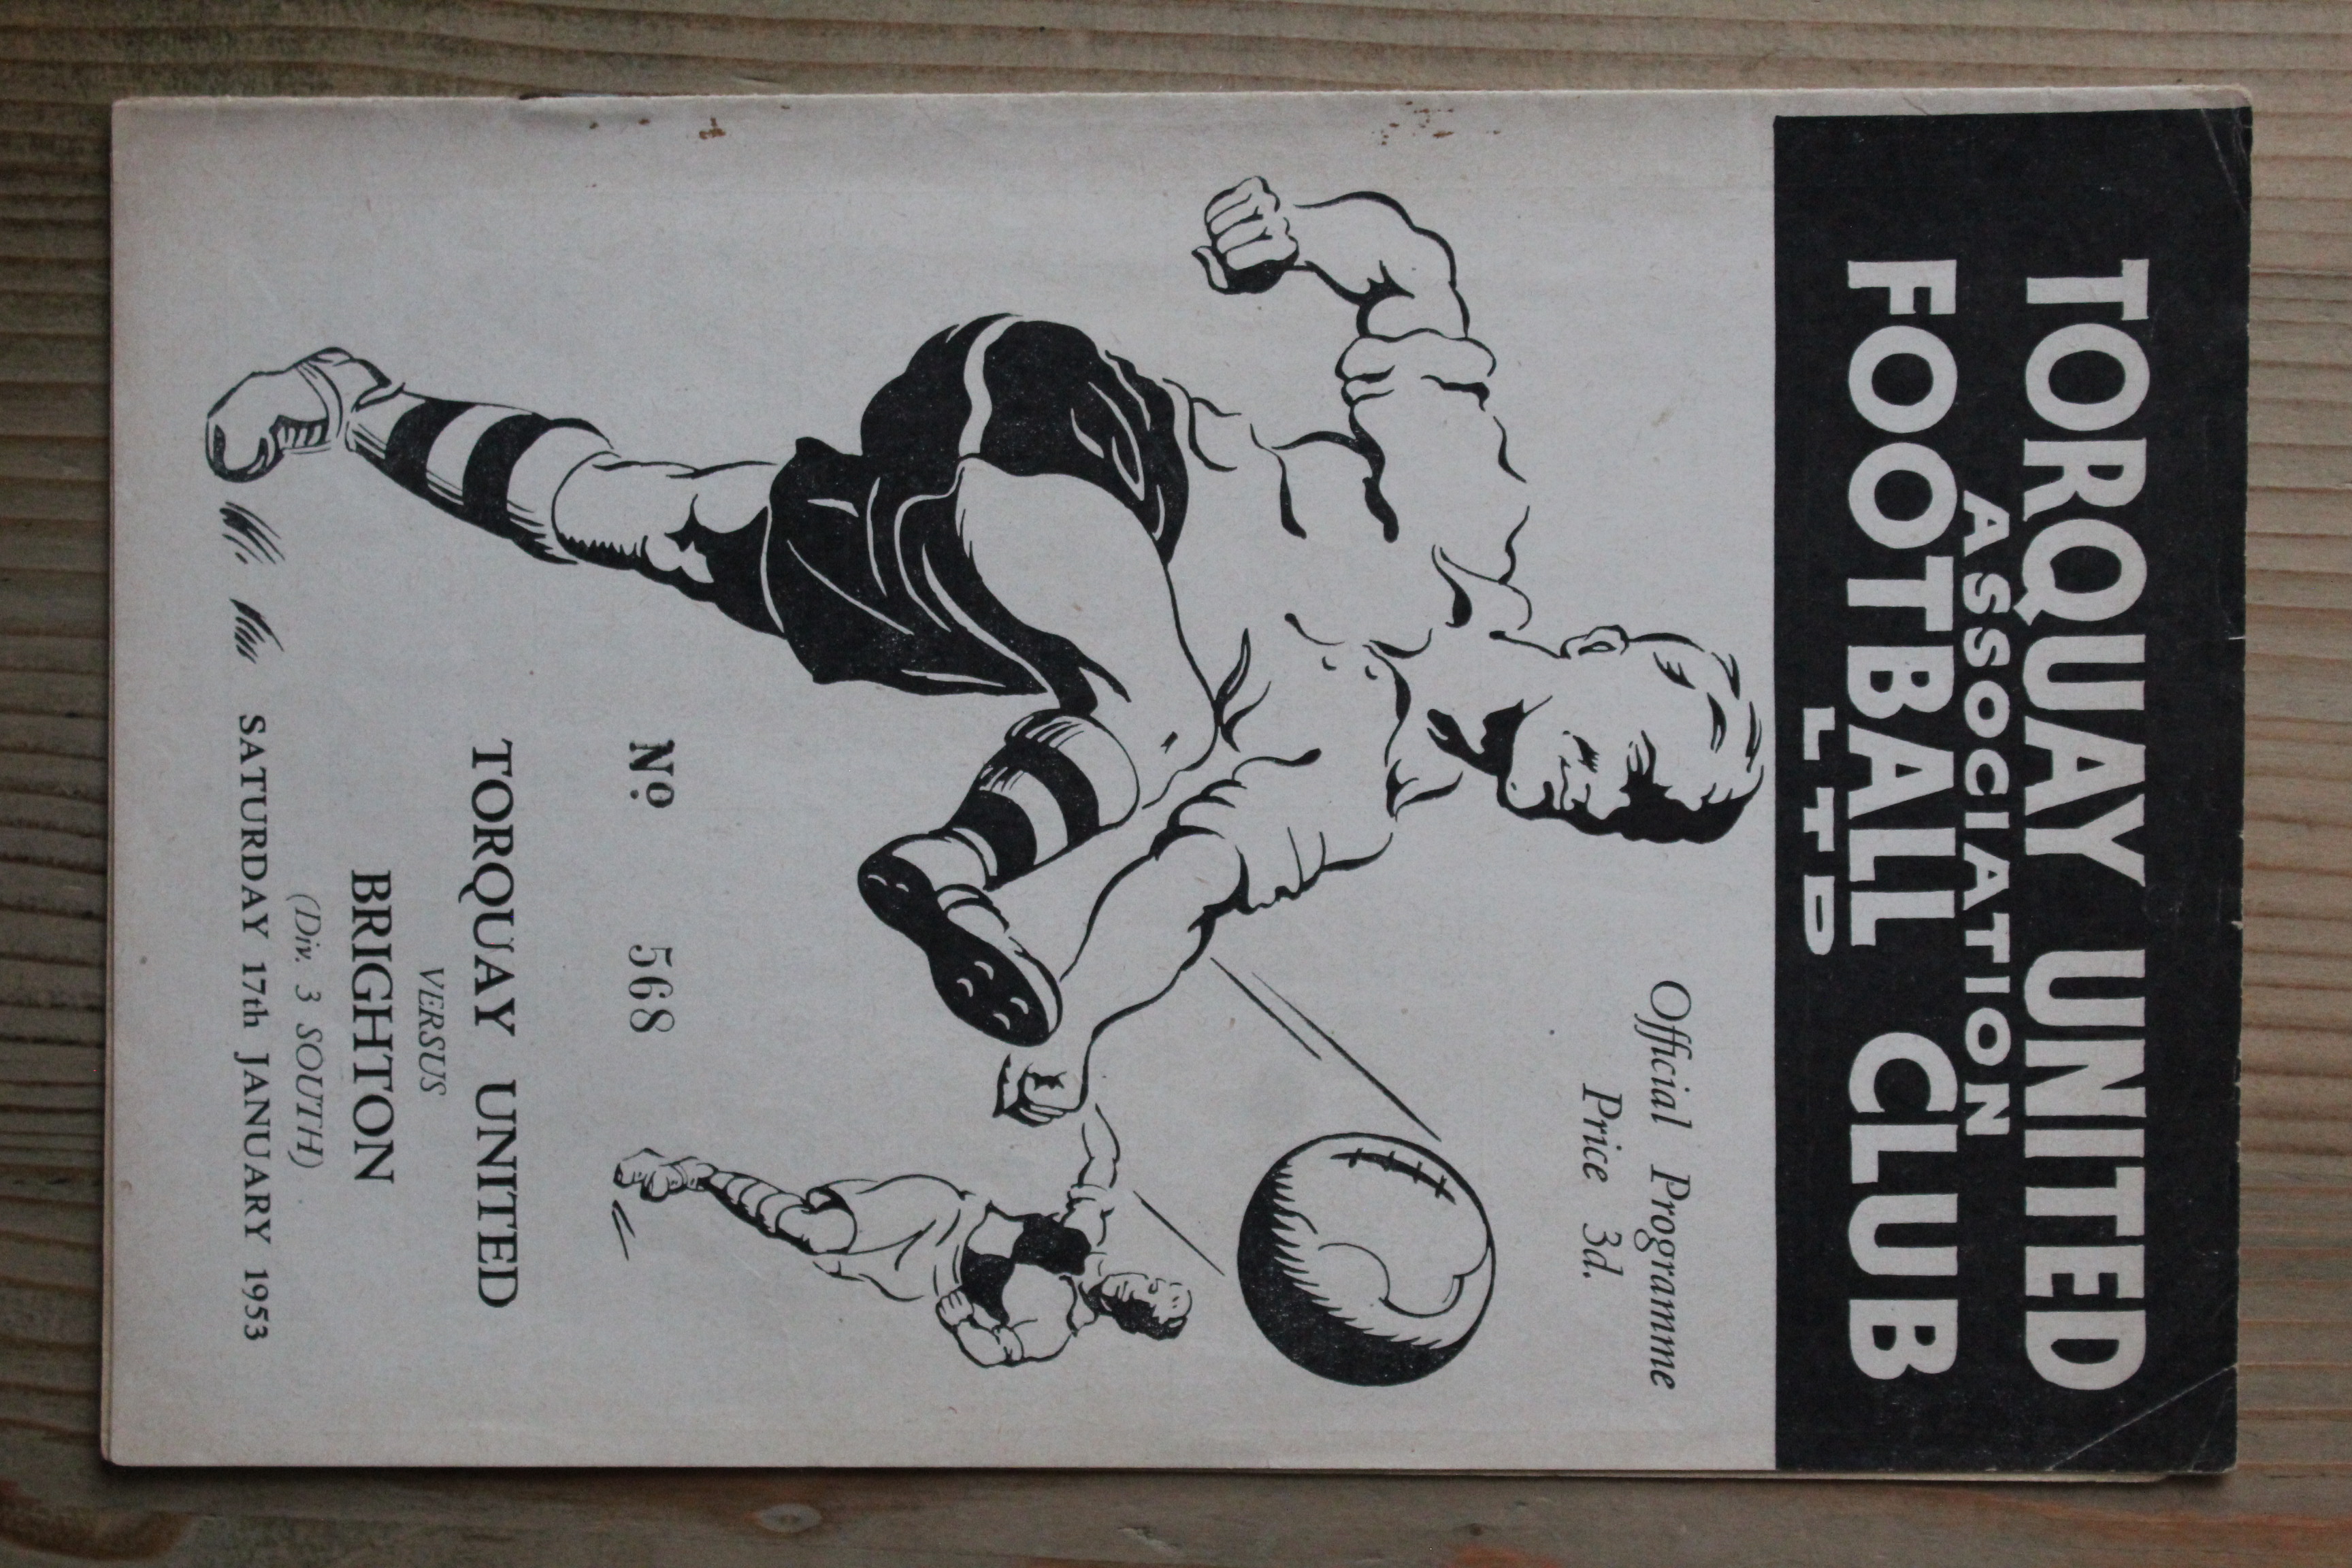 TORQUAY UNITED
ASSOCIATION
FOOTBALL CLUB
LTD
Official Programme
Price 3d.
No 568
TORQUAY UNITED
VERSUS
BRIGHTON
(Div. 3 SOUTH)
SATURDAY 17th JANUARY 1953